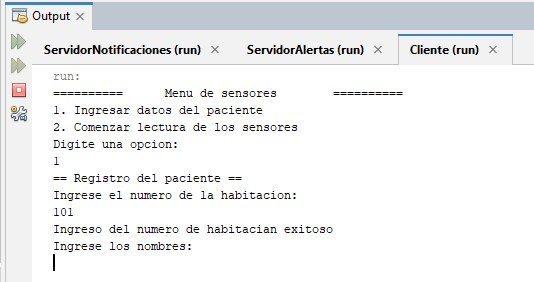 Output ×
ServidorNotificaciones (run) × ServidorAlertas (run) × Cliente (run) ×
run:
========== Menu de sensores ==========
1. Ingresar datos del paciente
2. Comenzar lectura de los sensores
Digite una opcion:
1
== Registro del paciente ==
Ingrese el numero de la habitacion:
101
Ingreso del numero de habitacian exitoso
Ingrese los nombres: